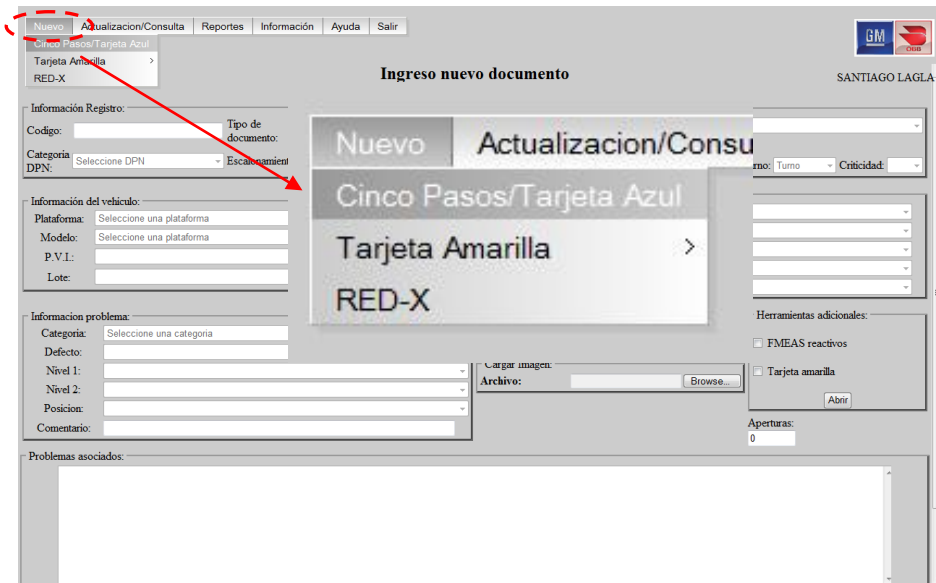 Nuevo Actualizacion/Consulta Reportes Información Ayuda Salir
Cinco Pasos/Tarjeta Azul
Tarjeta Amarilla >
RED-X
GM
OBB
Ingreso nuevo documento
SANTIAGO LAGLA
Información Registro:
Codigo:
Tipo de
documento:
Categoria
DPN:
Seleccione DPN
Escalonamient
rno: Turno
Criticidad:
Nuevo Actualizacion/Consu
Cinco Pasos/Tarjeta Azul
Tarjeta Amarilla >
RED-X
Información del vehiculo:
Plataforma: Seleccione una plataforma
Modelo: Seleccione una plataforma
P.V.I.:
Lote:
Informacion problema:
Categoria: Seleccione una categoria
Defecto:
Nivel 1:
Nivel 2:
Posicion:
Comentario:
Cargar imagen:
Archivo: Browse...
Herramientas adicionales:
FMEAS reactivos
Tarjeta amarilla
Abrir
Aperturas:
0
Problemas asociados: